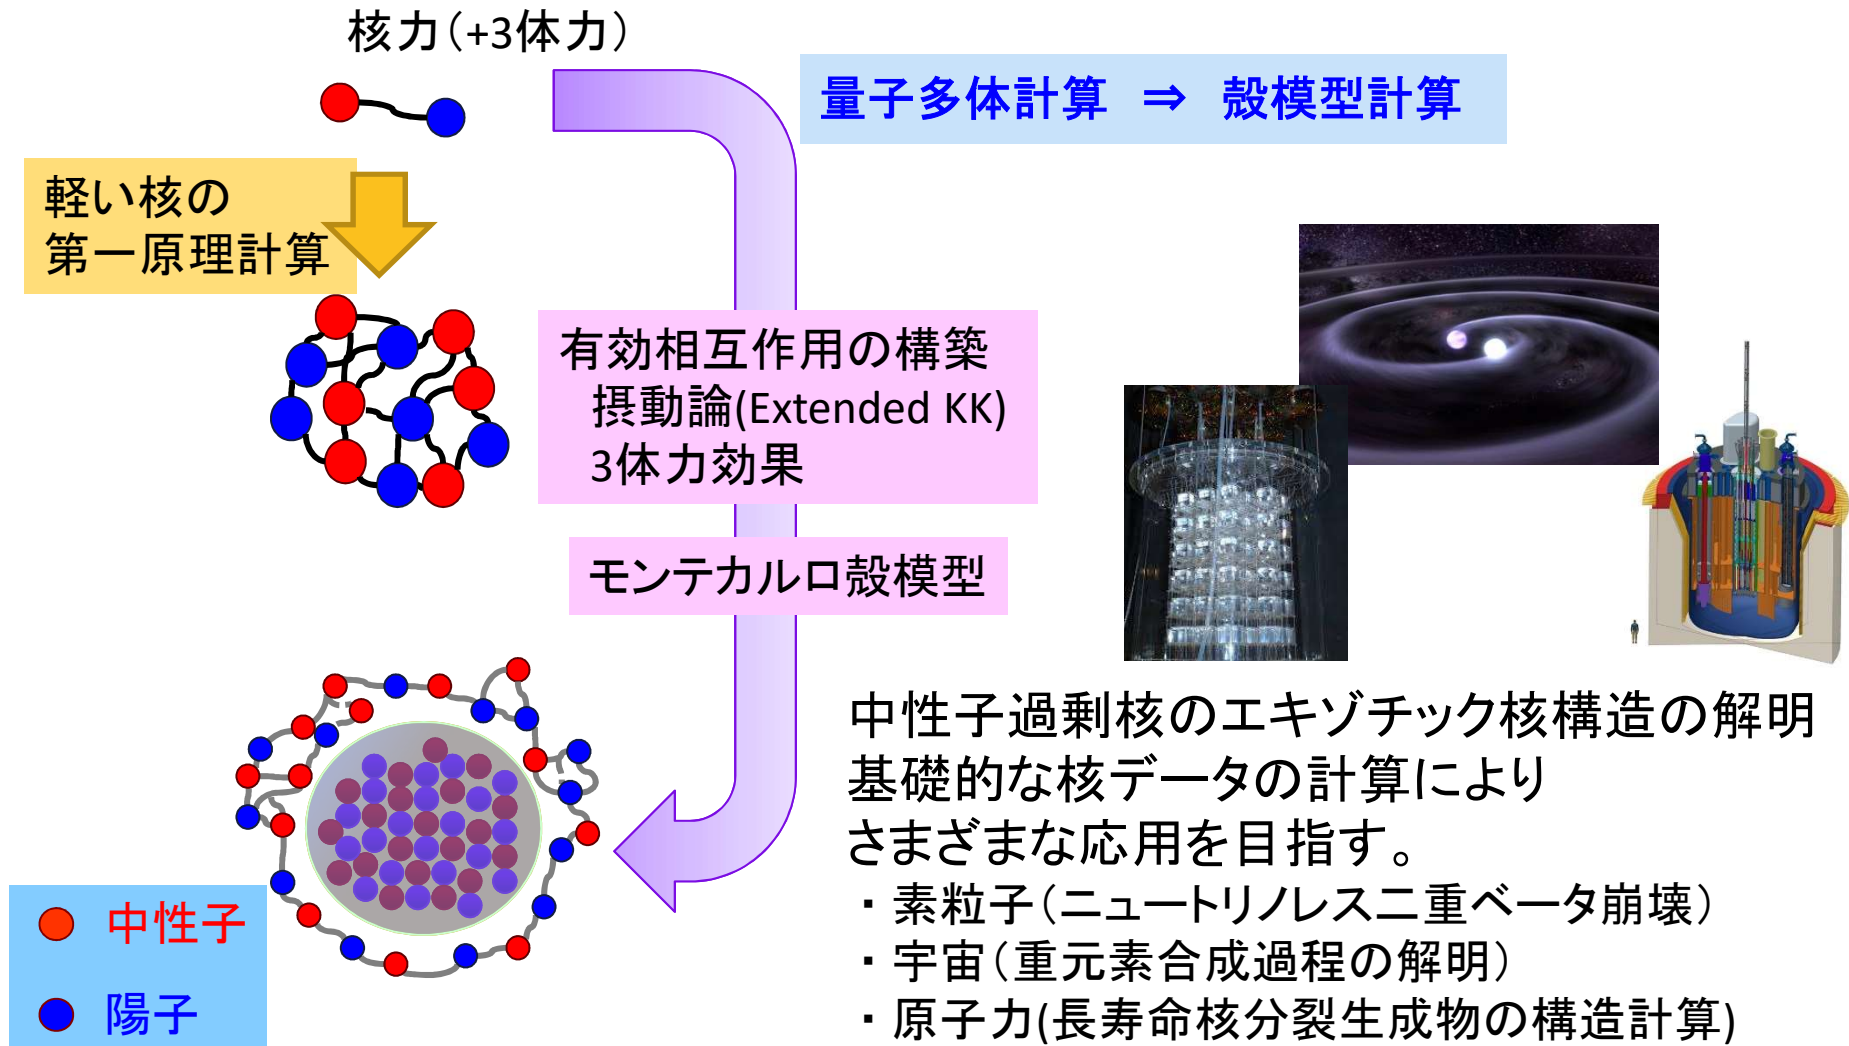 核力（+3体力）
量子多体計算 ⇒ 殻模型計算
軽い核の
第一原理計算
有効相互作用の構築
摂動論(Extended KK)
3体力効果
モンテカルロ殻模型
中性子過剰核のエキゾチック核構造の解明
基礎的な核データの計算により
さまざまな応用を目指す。
・素粒子（ニュートリノレス二重ベータ崩壊）
・宇宙（重元素合成過程の解明）
・原子力(長寿命核分裂生成物の構造計算)
中性子
陽子